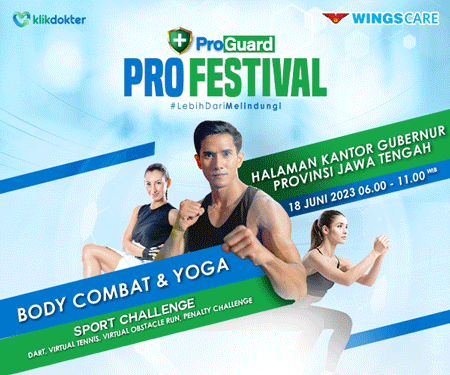 klikdokter
WINGSCARE
ProGuard
PRO FESTIVAL
#LebihDariMelindungi
HALAMAN KANTOR GUBERNUR
PROVINSI JAWA TENGAH
18 JUNI 2023 06.00 - 11.00 WIB
BODY COMBAT & YOGA
SPORT CHALLENGE
DART, VIRTUAL TENNIS, VIRTUAL OBSTACLE RUN, PENALTY CHALLENGE